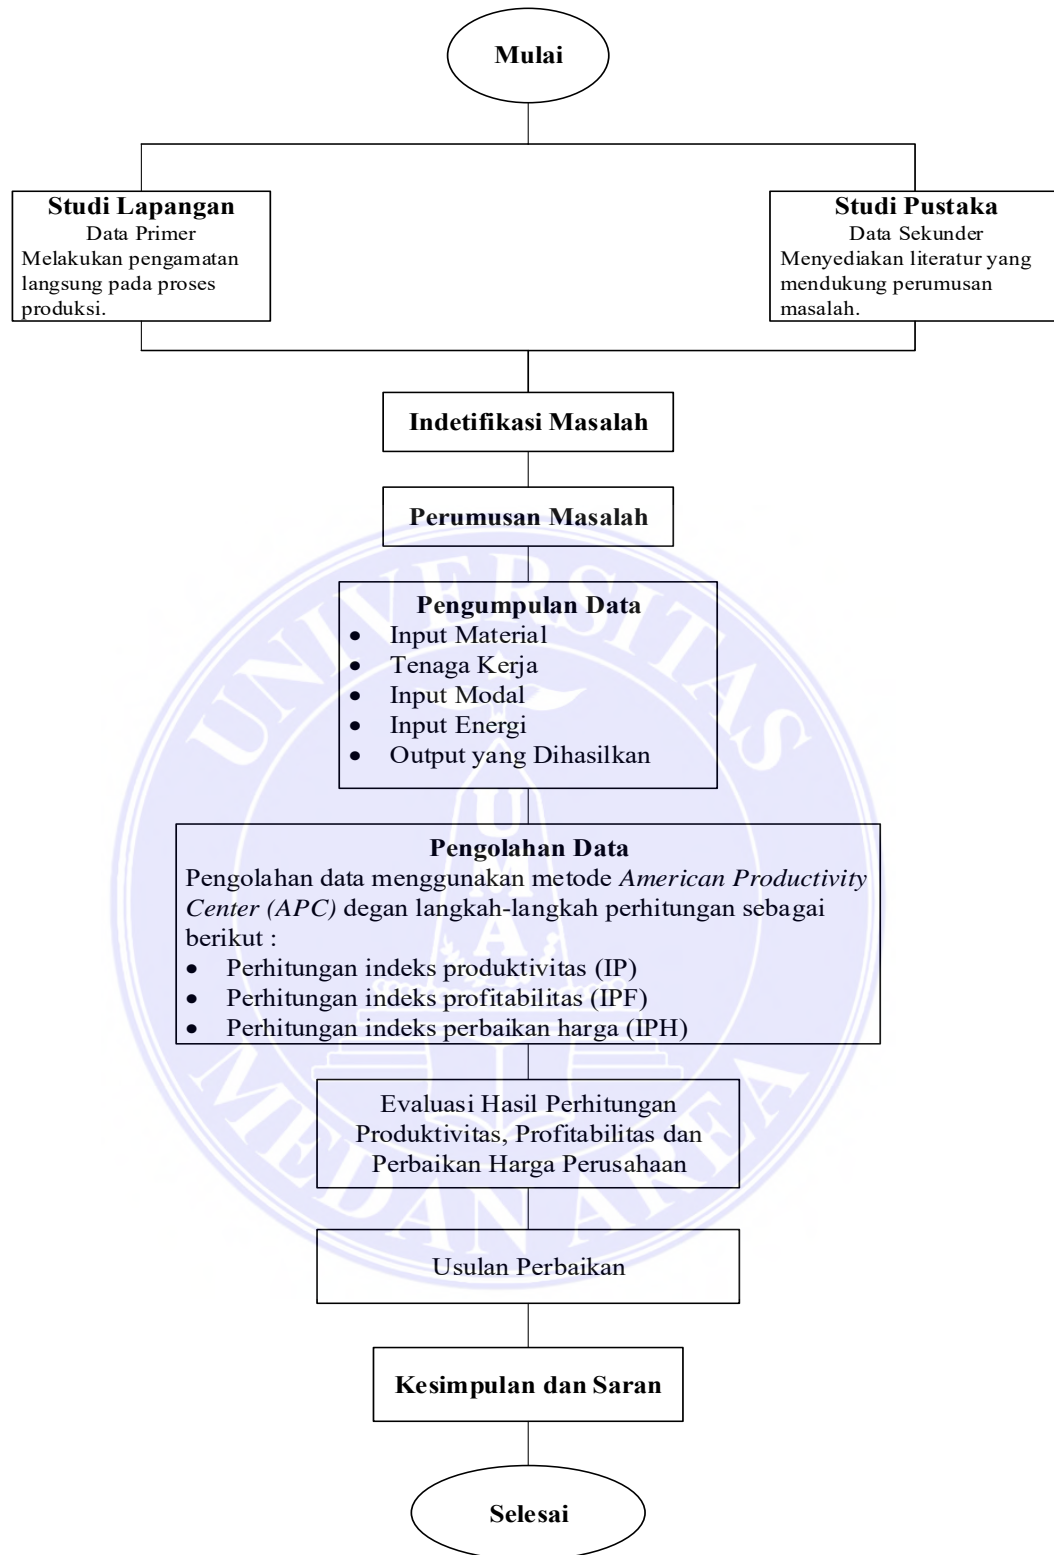 Mulai
Studi Lapangan
Data Primer
Melakukan pengamatan
langsung pada proses
produksi.
Studi Pustaka
Data Sekunder
Menyediakan literatur yang
mendukung perumusan
masalah.
Indetifikasi Masalah
Perumusan Masalah
Pengumpulan Data
• Input Material
• Tenaga Kerja
• Input Modal
• Input Energi
• Output yang Dihasilkan
Pengolahan Data
Pengolahan data menggunakan metode American Productivity
Center (APC) degan langkah-langkah perhitungan sebagai
berikut :
• Perhitungan indeks produktivitas (IP)
• Perhitungan indeks profitabilitas (IPF)
• Perhitungan indeks perbaikan harga (IPH)
Evaluasi Hasil Perhitungan
Produktivitas, Profitabilitas dan
Perbaikan Harga Perusahaan
Usulan Perbaikan
Kesimpulan dan Saran
Selesai
UNIVERSITAS
MEDAN AREA
UMA